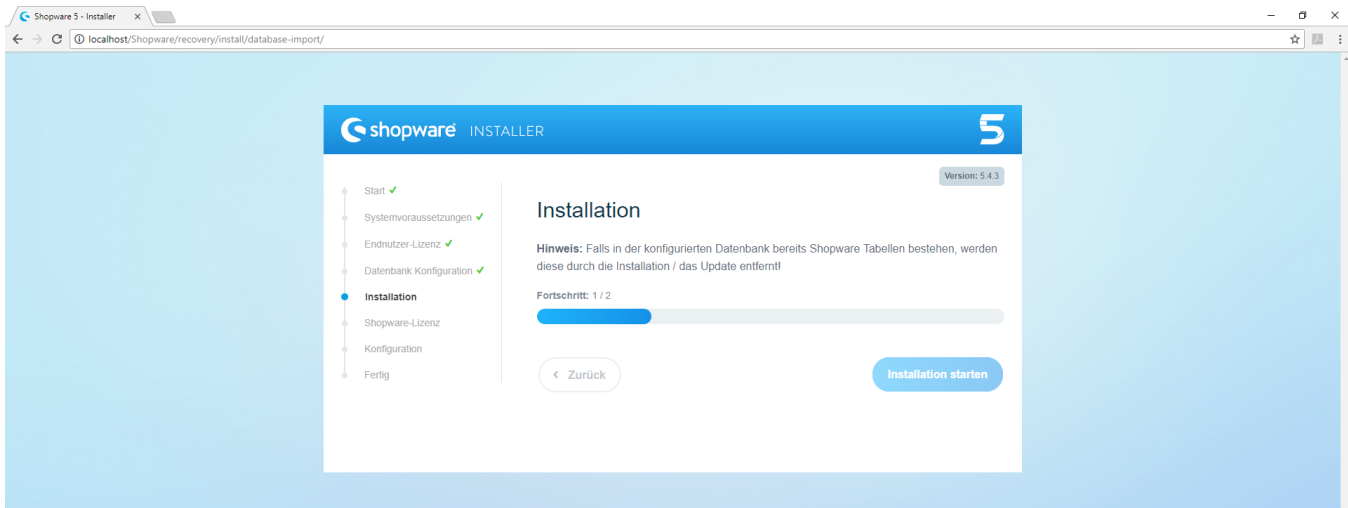 Shopware 5 - Installer
localhost/Shopware/recovery/install/database-import/
shopware INSTALLER
5
Version: 5.4.3
Start
Systemvoraussetzungen
Endnutzer-Lizenz
Datenbank Konfiguration
Installation
Shopware-Lizenz
Konfiguration
Fertig
Installation
Hinweis: Falls in der konfigurierten Datenbank bereits Shopware Tabellen bestehen, werden
diese durch die Installation / das Update entfernt!
Fortschritt: 1 / 2
Zurück
Installation starten